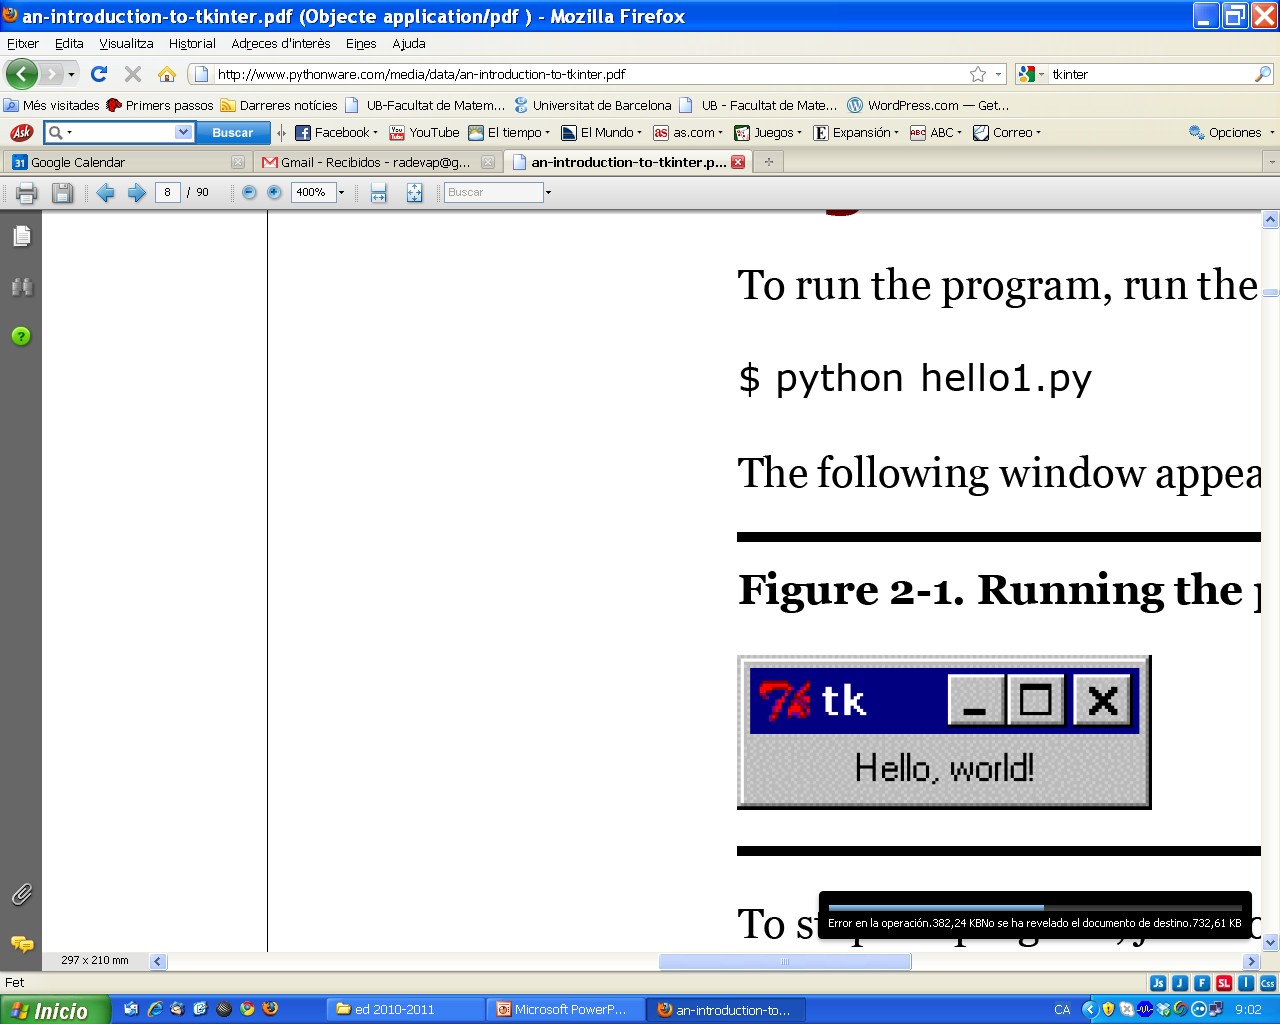 an-introduction-to-tkinter.pdf (Objecte application/pdf ) - Mozilla Firefox
Fitxer Edita Visualitza Historial Adreces d'interès Eines Ajuda
http://www.pythonware.com/media/data/an-introduction-to-tkinter.pdf tkinter
Més visitades Primers passos Darreres notícies UB-Facultat de Matem... Universitat de Barcelona UB - Facultat de Mate... WordPress.com — Get...
Ask Buscar Facebook YouTube El tiempo El Mundo as.com Juegos Expansión ABC Correo Opciones
Google Calendar Gmail - Recibidos - radevap@g... an-introduction-to-tkinter.p...
8 / 90 400% Buscar
To run the program, run the
$ python hello1.py
The following window appea
Figure 2-1. Running the p
tk
Hello, world!
Error en la operación.382,24 KBNo se ha revelado el documento de destino.732,61 KB
297 x 210 mm
Fet
Inicio ed 2010-2011 Microsoft PowerP... an-introduction-to-... CA 9:02